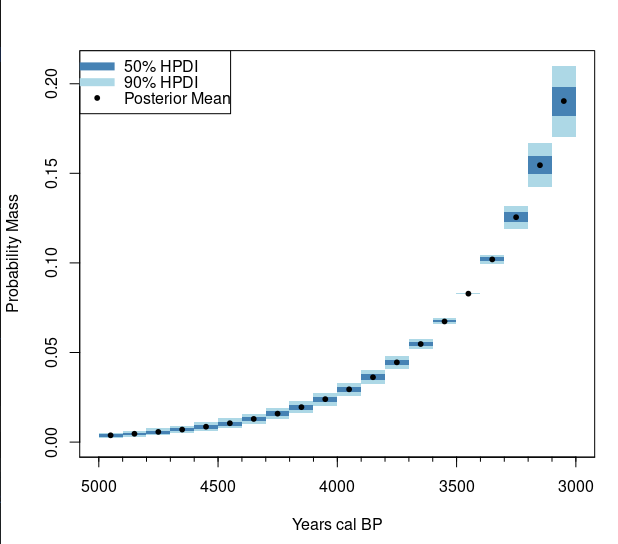 50% HPDI
90% HPDI
Posterior Mean
0.20
0.15
0.10
0.05
0.00
Probability Mass
5000 4500 4000 3500 3000
Years cal BP